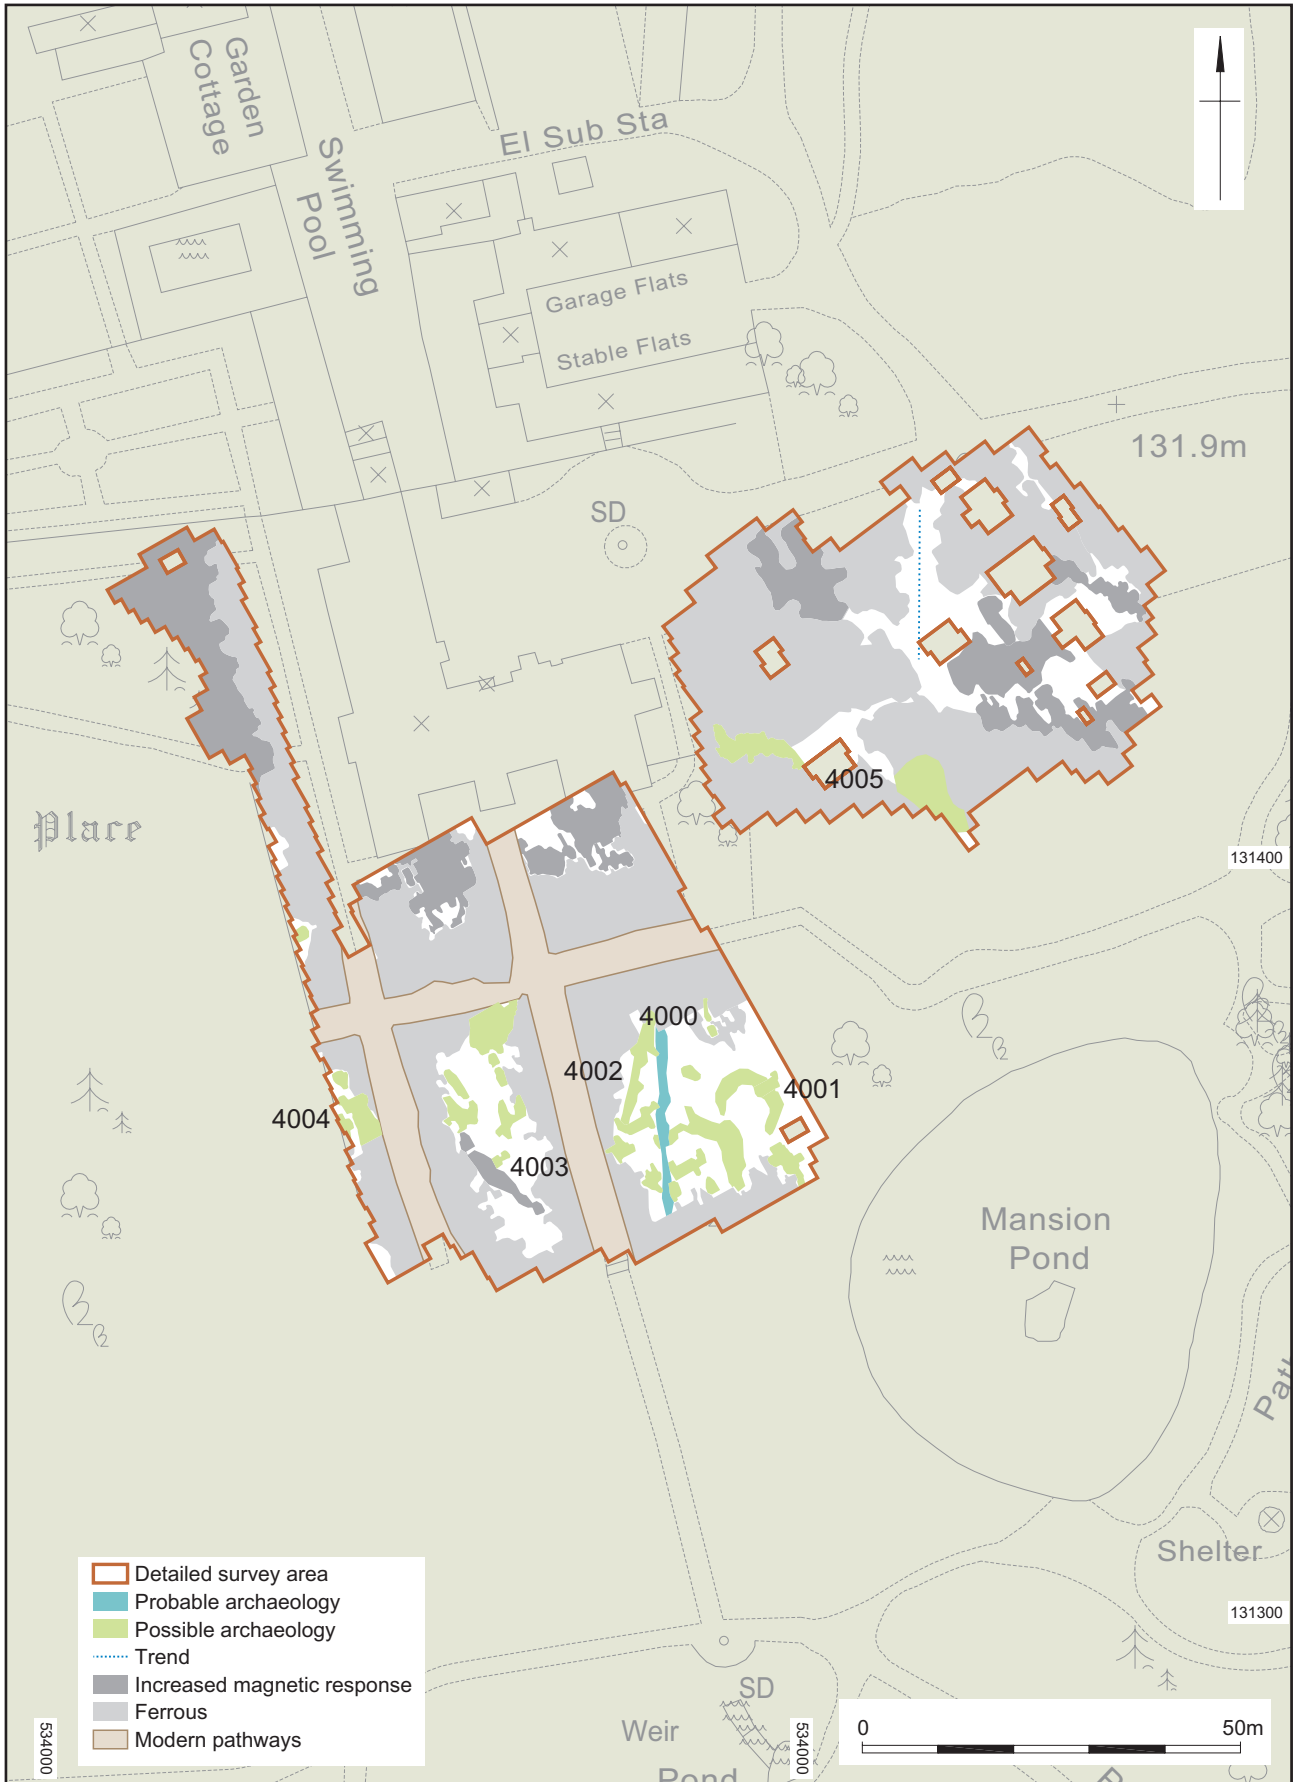 Garden
Cottage
Swimming
Pool
El Sub Sta
Garage Flats
Stable Flats
131.9m
SD
Place
4005
131400
4000
4002
4001
4004
4003
Mansion
Pond
Path
Shelter
131300
Detailed survey area
Probable archaeology
Possible archaeology
Trend
Increased magnetic response
Ferrous
Modern pathways
SD
Weir
Pond
534000
534000
0 50m